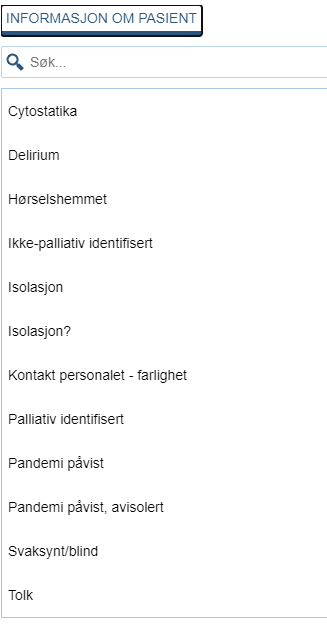 INFORMASJON OM PASIENT
Søk...
Cytostatika
Delirium
Hørselshemmet
Ikke-palliativ identifisert
Isolasjon
Isolasjon?
Kontakt personalet - farlighet
Palliativ identifisert
Pandemi påvist
Pandemi påvist, avisolert
Svaksynt/blind
Tolk